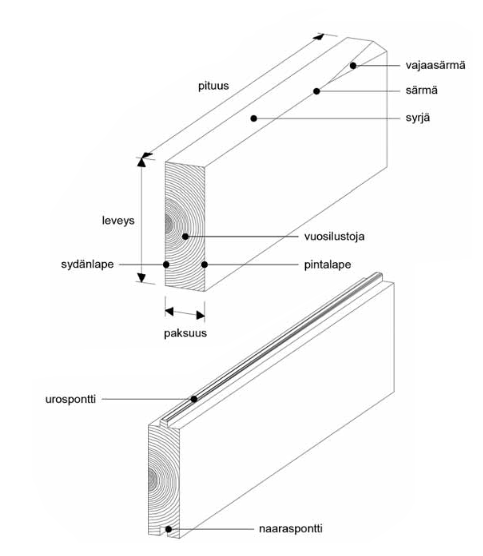 vajaasärmä
pituus
särmä
syrjä
leveys
vuosilustoja
sydänlape
pintalape
paksuus
urospontti
naaraspontti